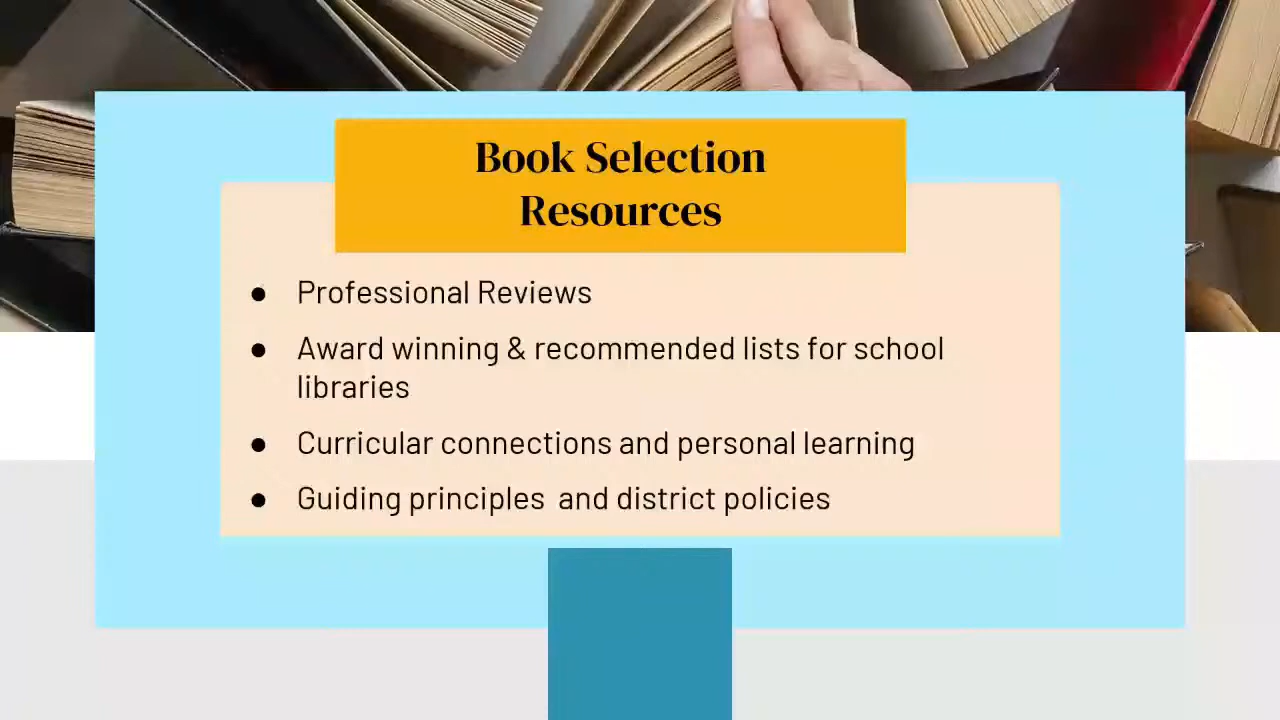 Book Selection
Resources
● Professional Reviews
● Award winning & recommended lists for school
libraries
● Curricular connections and personal learning
● Guiding principles  and district policies